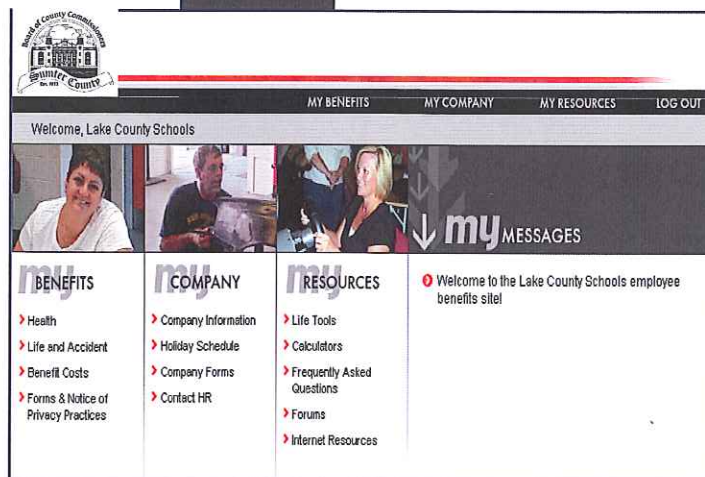 Board of County Commissioners
Sumter County
MY BENEFITS MY COMPANY MY RESOURCES LOG OUT
Welcome, Lake County Schools
my MESSAGES
my BENEFITS
Health
Life and Accident
Benefit Costs
Forms & Notice of
Privacy Practices
my COMPANY
Company Information
Holiday Schedule
Company Forms
Contact HR
my RESOURCES
Life Tools
Calculators
Frequently Asked
Questions
Forums
Internet Resources
Welcome to the Lake County Schools employee
benefits site!